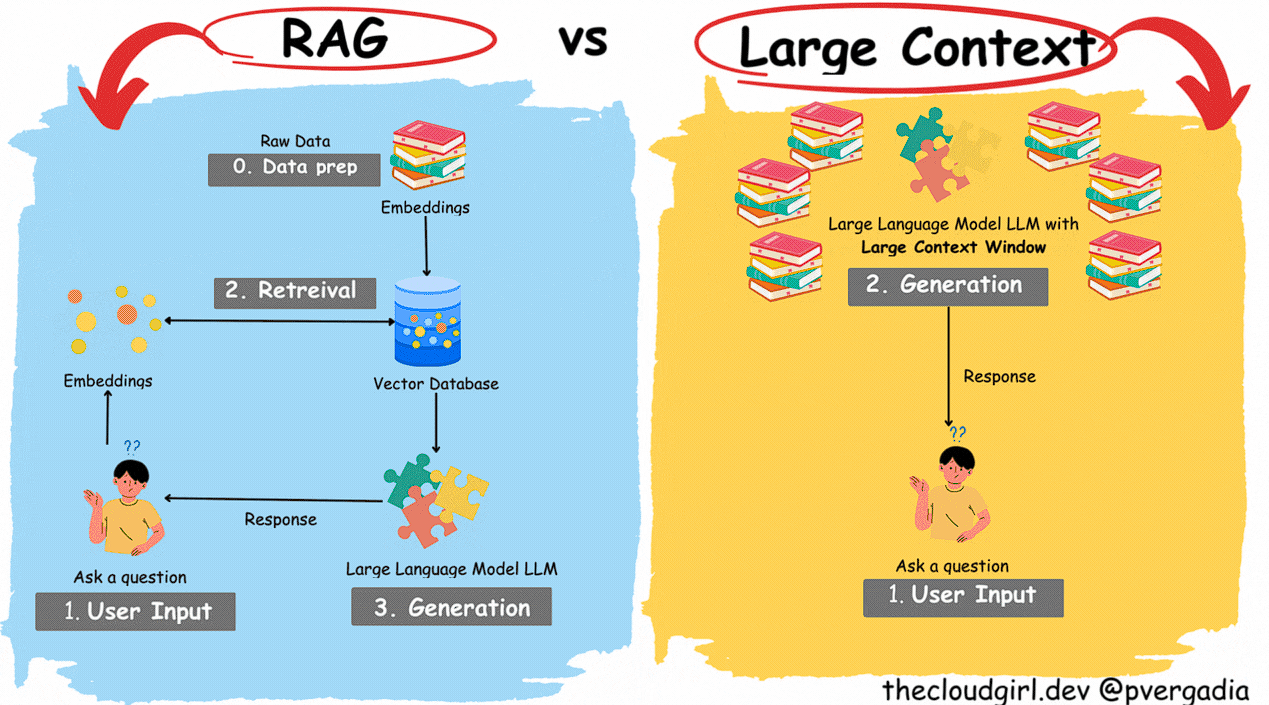 RAG
vs
Large Context
Raw Data
0. Data prep
Embeddings
2. Retreival
Embeddings
Vector Database
??
Response
Ask a question
Large Language Model LLM
1. User Input
3. Generation
Large Language Model LLM with
Large Context Window
2. Generation
Response
??
Ask a question
1. User Input
thecloudgirl.dev @pvergadia